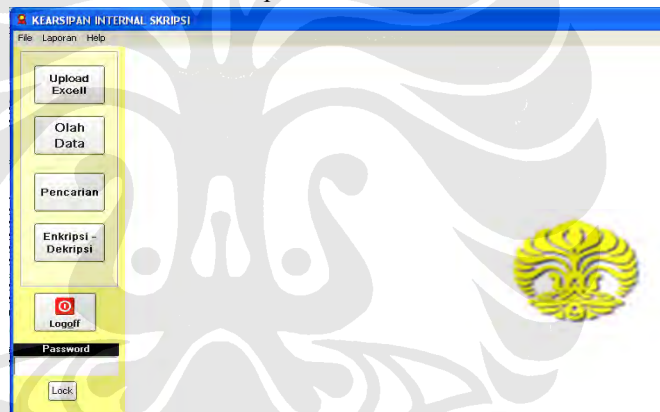 KEARSIPAN INTERNAL SKRIPSI
File Laporan Help
Upload
Excell
Olah
Data
Pencarian
Enkripsi -
Dekripsi
Logoff
Password
Lock